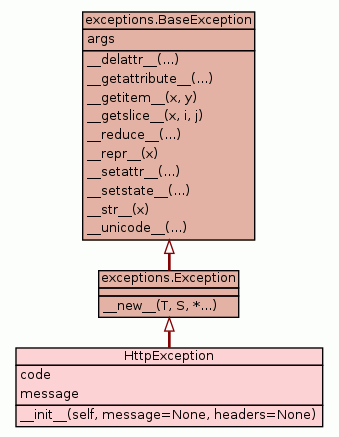 exceptions.BaseException
args
__delattr__(...)
__getattribute__(...)
__getitem__(x, y)
__getslice__(x, i, j)
__reduce__(...)
__repr__(x)
__setattr__(...)
__setstate__(...)
__str__(x)
__unicode__(...)
exceptions.Exception
__new__(T, S, *...)
HttpException
code
message
__init__(self, message=None, headers=None)